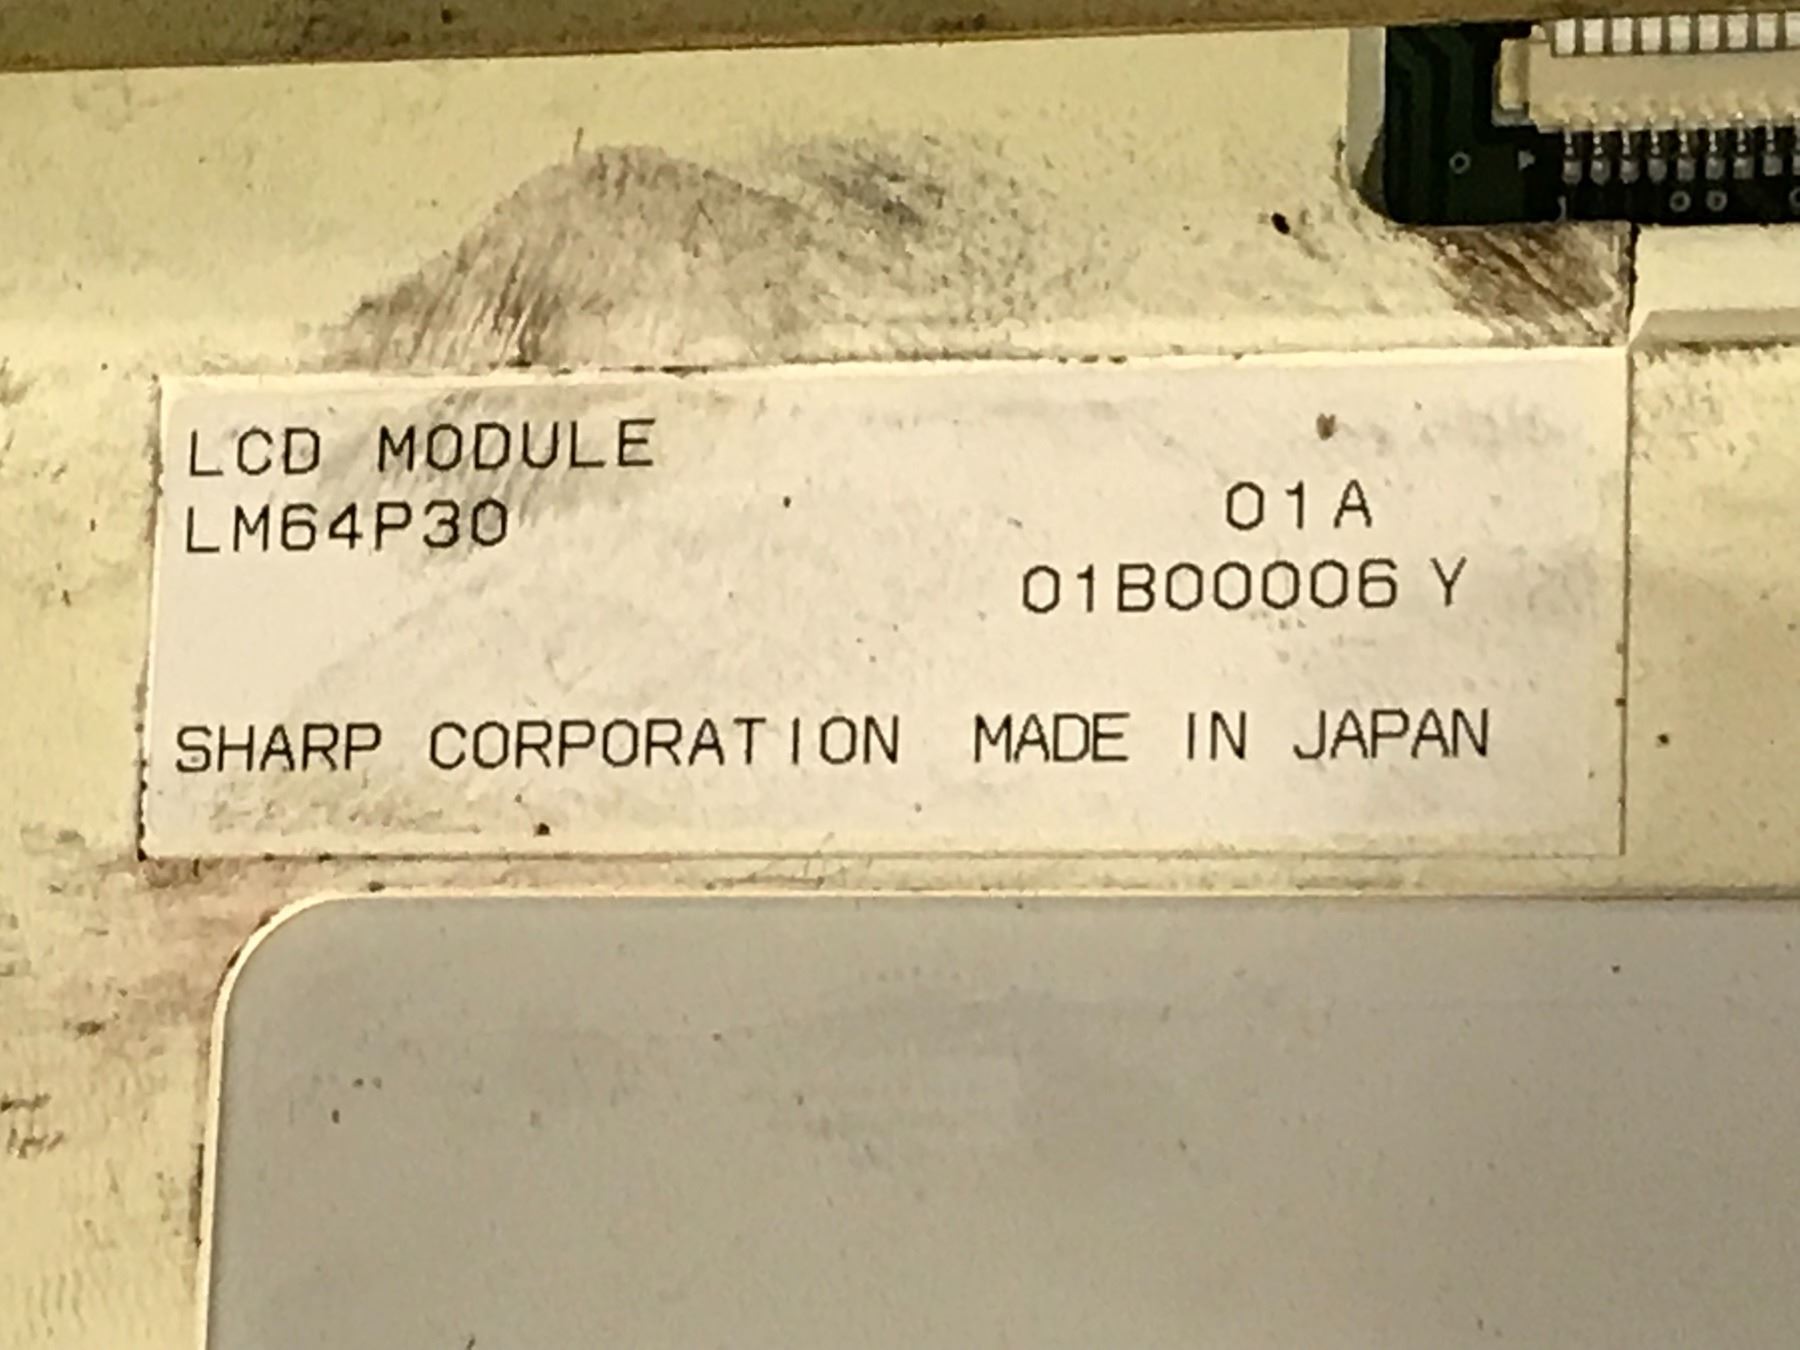 LCD MODULE
LM64P30
01A
01B00006 Y
SHARP CORPORATION MADE IN JAPAN